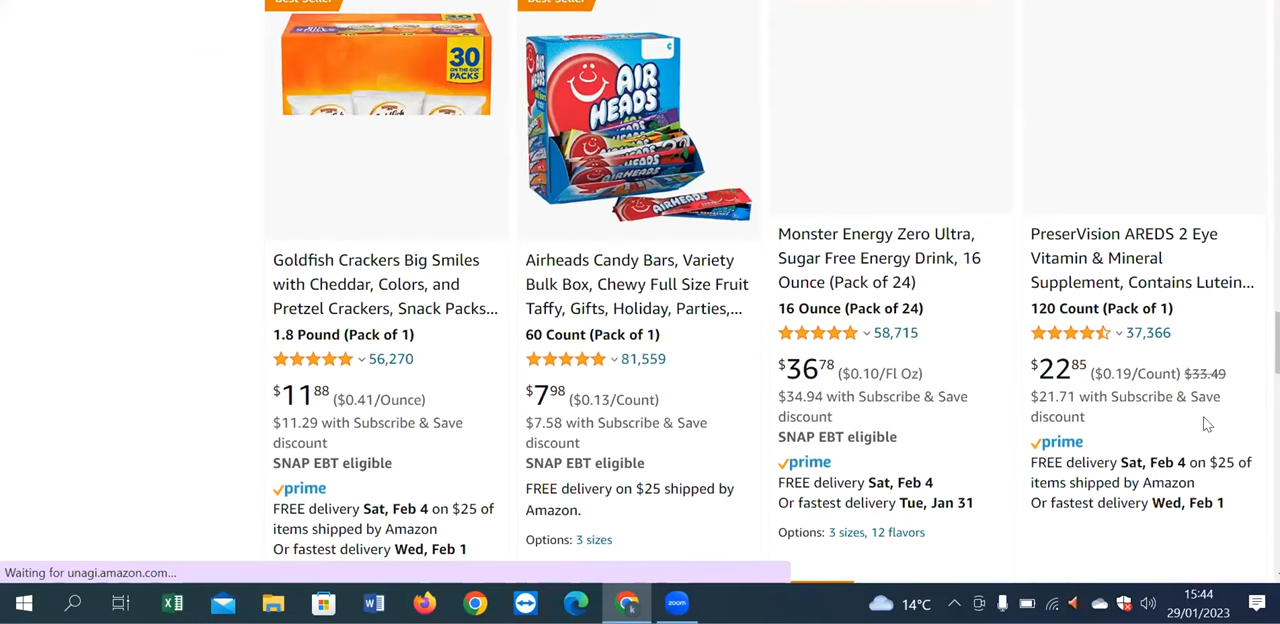 Best Seller
Best Seller
30
30
ON THE GO!
PACKS
AIR
HEADS
AIRHEADS
AIRHEADS
Goldfish Crackers Big Smiles
with Cheddar, Colors, and
Pretzel Crackers, Snack Packs...
1.8 Pound (Pack of 1)
56,270
$11 88 ($0.41/Ounce)
$11.29 with Subscribe & Save
discount
SNAP EBT eligible
prime
FREE delivery Sat, Feb 4 on $25 of
items shipped by Amazon
Or fastest delivery Wed, Feb 1
Airheads Candy Bars, Variety
Bulk Box, Chewy Full Size Fruit
Taffy, Gifts, Holiday, Parties,...
60 Count (Pack of 1)
81,559
$7 98 ($0.13/Count)
$7.58 with Subscribe & Save
discount
SNAP EBT eligible
FREE delivery on $25 shipped by
Amazon.
Options: 3 sizes
Monster Energy Zero Ultra,
Sugar Free Energy Drink, 16
Ounce (Pack of 24)
16 Ounce (Pack of 24)
58,715
$36 78 ($0.10/Fl Oz)
$34.94 with Subscribe & Save
discount
SNAP EBT eligible
prime
FREE delivery Sat, Feb 4
Or fastest delivery Tue, Jan 31
Options: 3 sizes, 12 flavors
PreserVision AREDS 2 Eye
Vitamin & Mineral
Supplement, Contains Lutein...
120 Count (Pack of 1)
37,366
$22 85 ($0.19/Count) $33.49
$21.71 with Subscribe & Save
discount
prime
FREE delivery Sat, Feb 4 on $25 of
items shipped by Amazon
Or fastest delivery Wed, Feb 1
Waiting for unagi.amazon.com...
zoom
14°C
15:44
29/01/2023